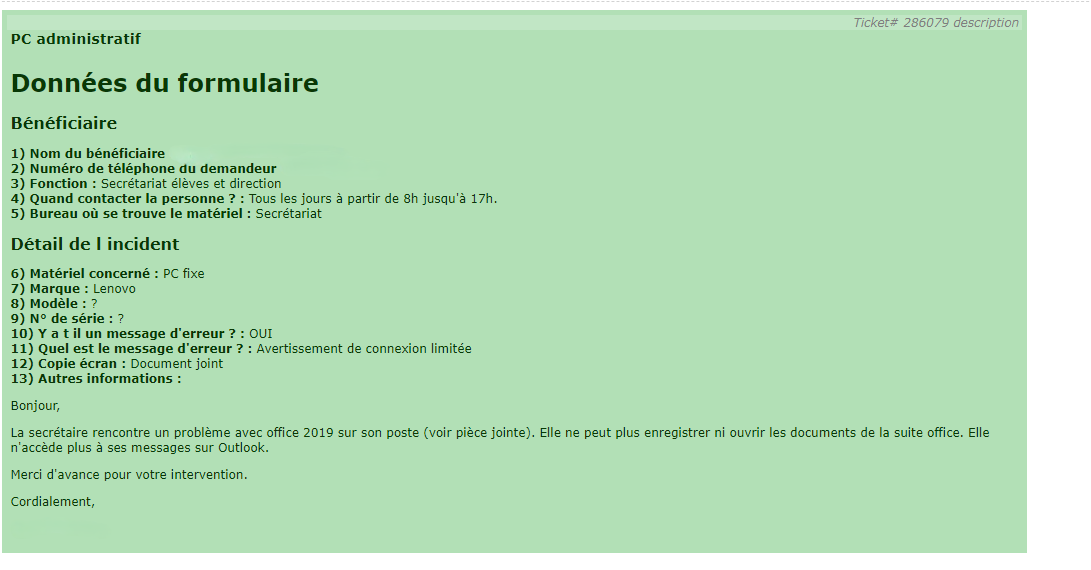 Ticket# 286079 description
PC administratif
Données du formulaire
Bénéficiaire
1) Nom du bénéficiaire
2) Numéro de téléphone du demandeur
3) Fonction : Secrétariat élèves et direction
4) Quand contacter la personne ? : Tous les jours à partir de 8h jusqu'à 17h.
5) Bureau où se trouve le matériel : Secrétariat
Détail de l incident
6) Matériel concerné : PC fixe
7) Marque : Lenovo
8) Modèle : ?
9) N° de série : ?
10) Y a t il un message d'erreur ? : OUI
11) Quel est le message d'erreur ? : Avertissement de connexion limitée
12) Copie écran : Document joint
13) Autres informations :
Bonjour,
La secrétaire rencontre un problème avec office 2019 sur son poste (voir pièce jointe). Elle ne peut plus enregistrer ni ouvrir les documents de la suite office. Elle
n'accède plus à ses messages sur Outlook.
Merci d'avance pour votre intervention.
Cordialement,